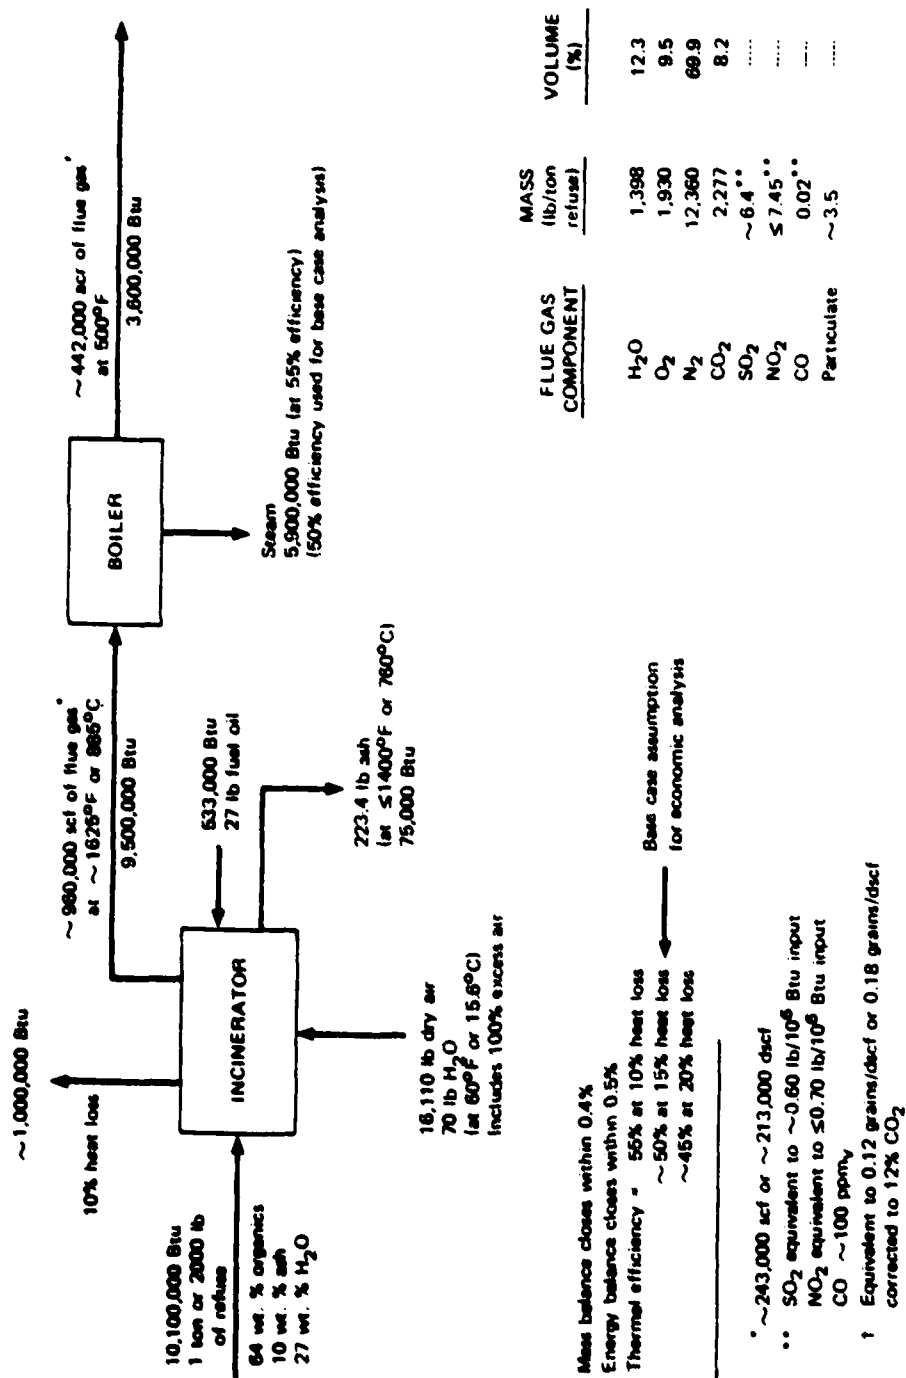 ~1,000,000 Btu
10% heat loss
~960,000 scf of flue gas*
at ~1625°F or 885°C
9,500,000 Btu
~442,000 acf of flue gas*
at 500°F
3,600,000 Btu
BOILER
Steam
5,900,000 Btu (at 55% efficiency)
(50% efficiency used for base case analysis)
10,100,000 Btu
1 ton or 2000 lb
of refuse
64 wt. % organics
10 wt. % ash
27 wt. % H2O
INCINERATOR
533,000 Btu
27 lb fuel oil
223.4 lb ash
(at ≤1400°F or 760°C)
75,000 Btu
16,110 lb dry air
70 lb H2O
(at 60°F or 15.6°C)
Includes 100% excess air
Mass balance closes within 0.4%
Energy balance closes within 0.5%
Thermal efficiency = 55% at 10% heat loss
~50% at 15% heat loss
~45% at 20% heat loss
Base case assumption
for economic analysis
FLUE GAS COMPONENT MASS (lb/ton refuse) VOLUME (%)
H2O 1,398 12.3
O2 1,930 9.5
N2 12,360 69.9
CO2 2,277 8.2
SO2 ~6.4** .....
NO2 ≤7.45** .....
CO 0.02** .....
Particulate ~3.5 .....
* ~243,000 scf or ~213,000 dscf
** SO2 equivalent to ~0.60 lb/10⁶ Btu input
NO2 equivalent to ≤0.70 lb/10⁶ Btu input
CO ~100 ppmv
† Equivalent to 0.12 grains/dscf or 0.18 grains/dscf
corrected to 12% CO2